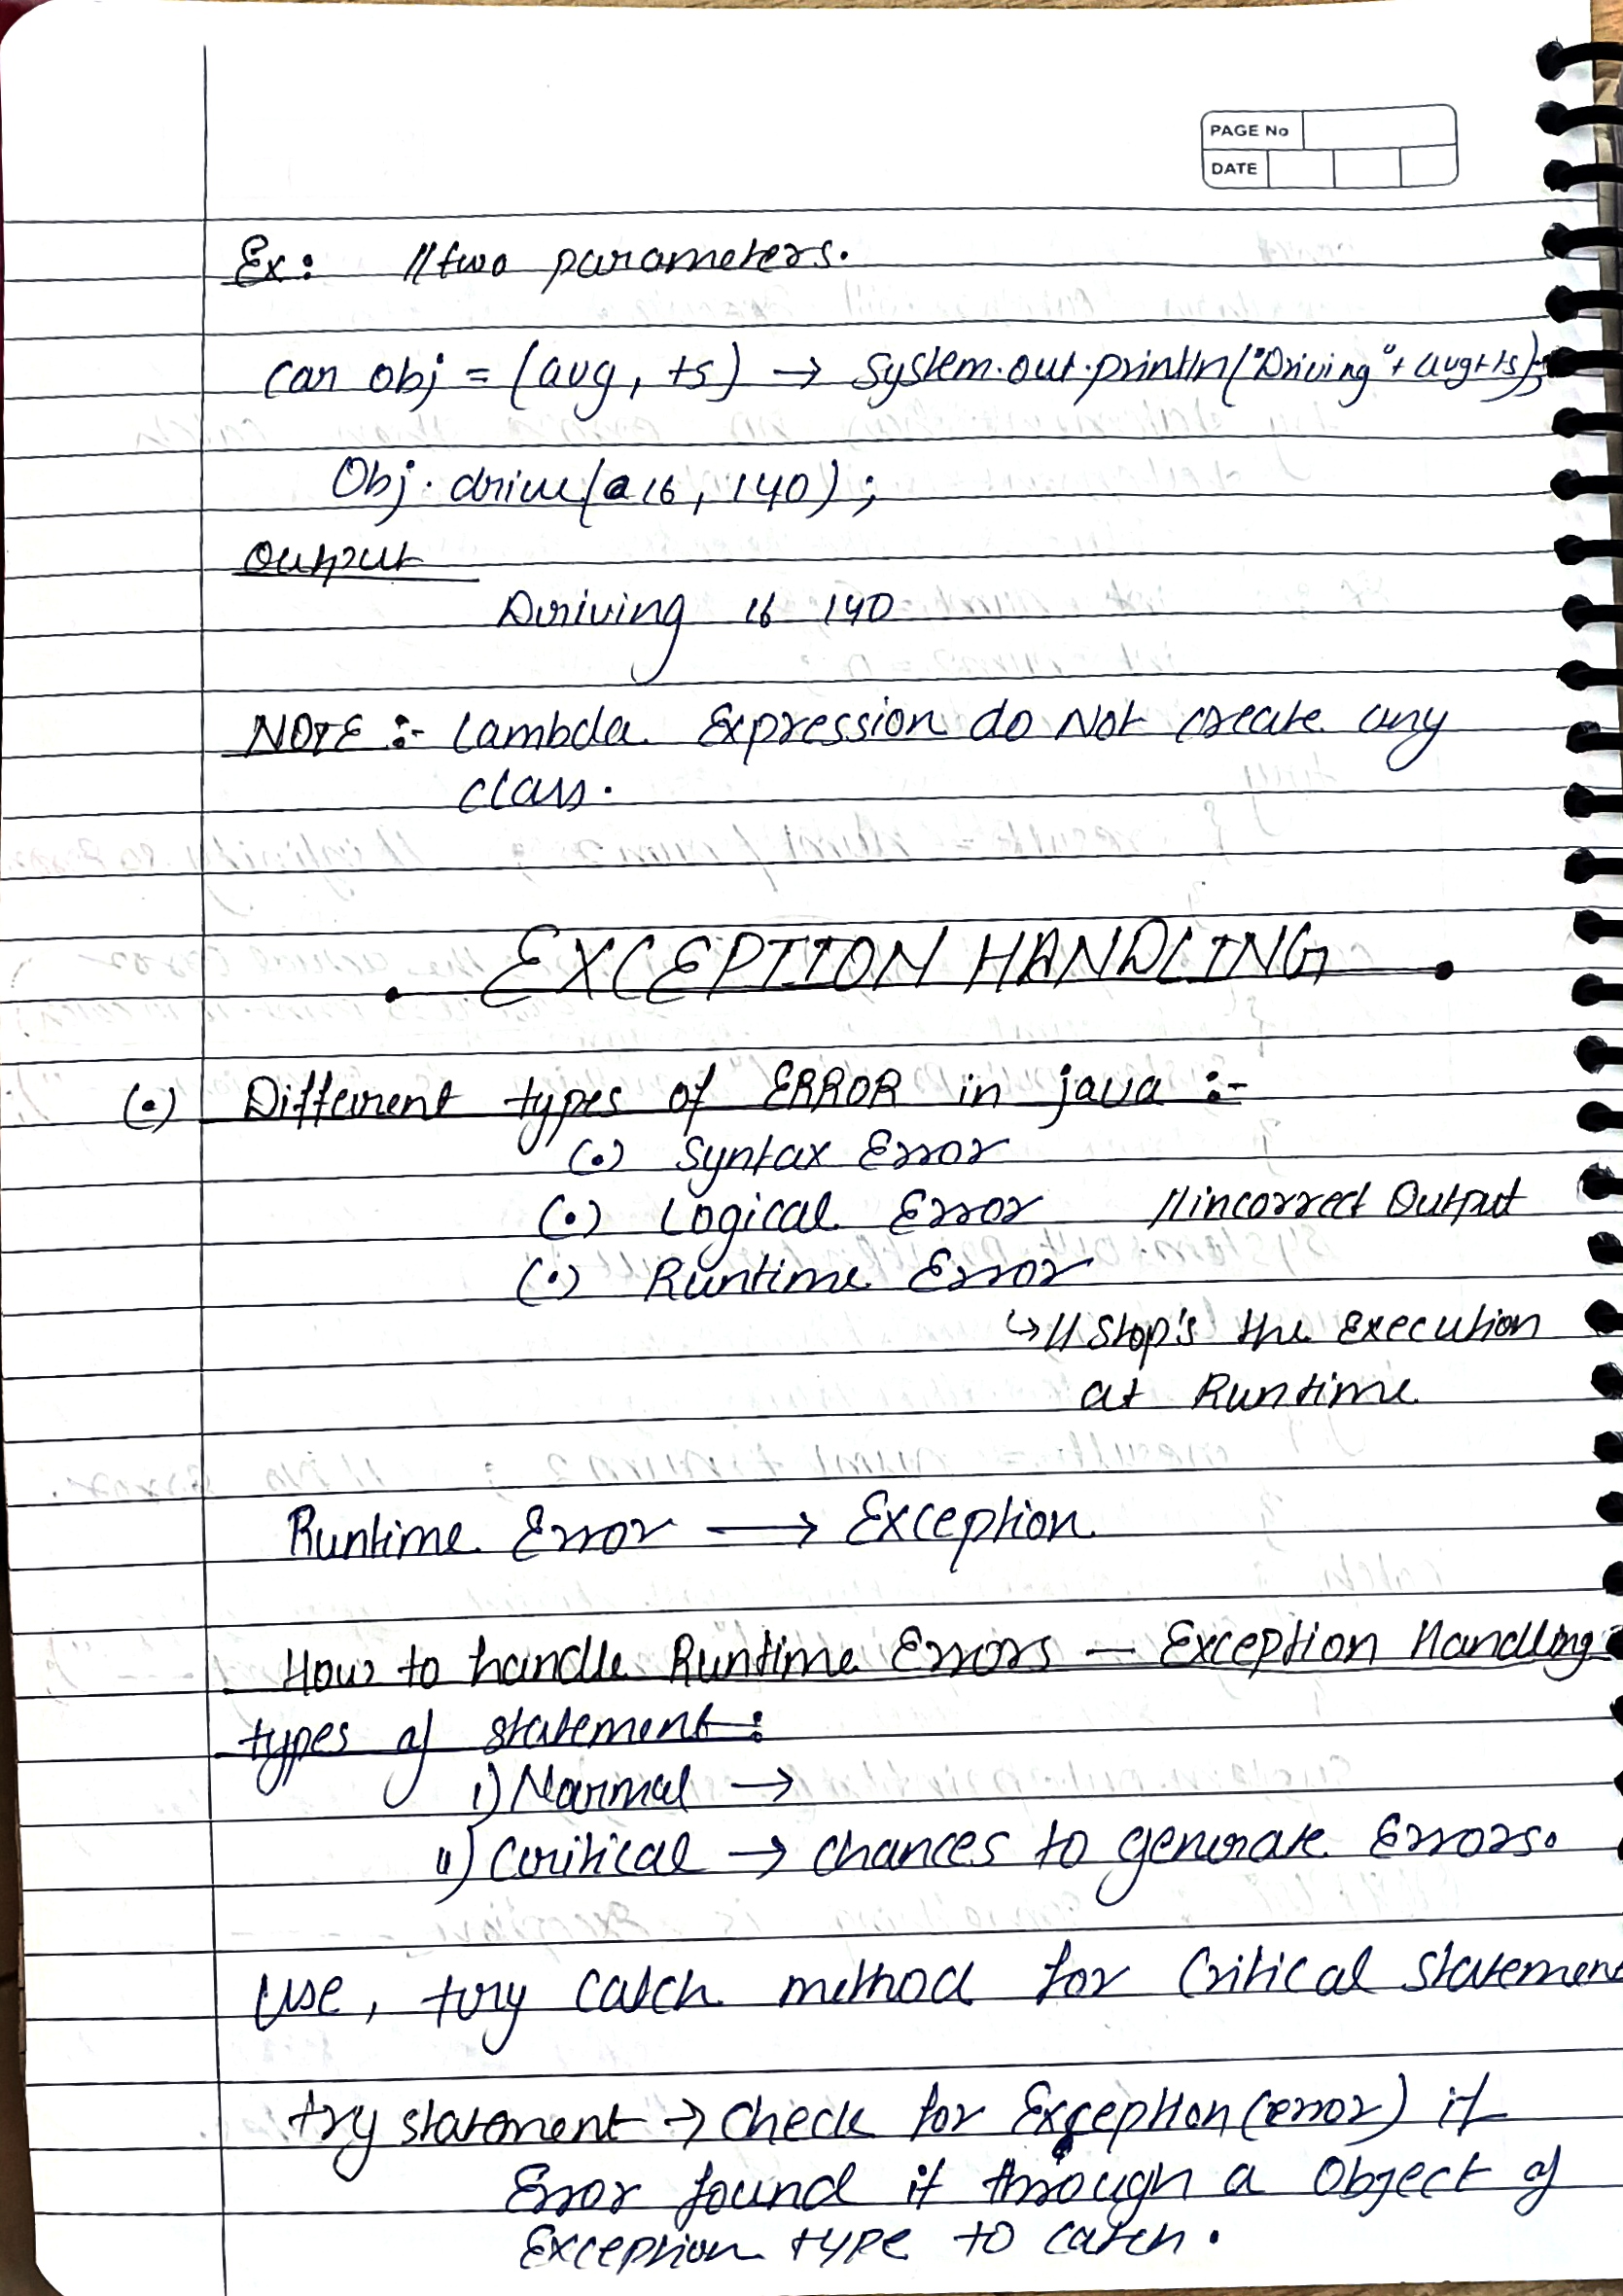 PAGE No
DATE
Ex: //two parameters.
Car obj = (avg, ts) → System.out.println("Driving"+ avg+ts);
Obj.drive(a16, 140);
Output
Driving 16 140
NOTE :- Lambda Expression do Not create any
class.
EXCEPTION HANDLING
(•) Different types of ERROR in java :-
(•) Syntax Error
(•) Logical Error //incorrect Output
(•) Runtime Error
↳ // Stop's the Execution
at Runtime
Runtime Error → Exception
How to handle Runtime Errors — Exception Handling
types of statement:
i) Normal →
ii) Critical → Chances to generate Errors.
Use, try catch method for Critical Statement
try statement → Check for Exception(error) if
Error found it through a Object of
Exception type to catch.